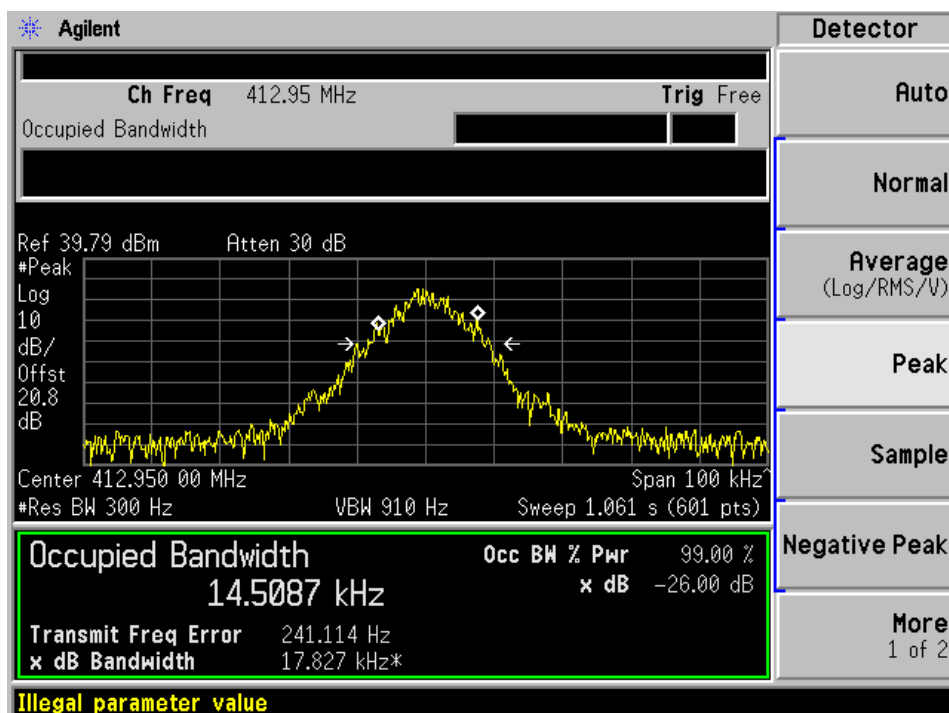 Agilent
Detector
Ch Freq 412.95 MHz Trig Free
Occupied Bandwidth
Auto
Normal
Average
(Log/RMS/V)
Peak
Sample
Negative Peak
More
1 of 2
Ref 39.79 dBm Atten 30 dB
#Peak
Log
10
dB/
Offst
20.8
dB
Center 412.950 00 MHz Span 100 kHz^
#Res BW 300 Hz VBW 910 Hz Sweep 1.061 s (601 pts)
Occupied Bandwidth Occ BW % Pwr 99.00 %
14.5087 kHz x dB -26.00 dB
Transmit Freq Error 241.114 Hz
x dB Bandwidth 17.827 kHz*
Illegal parameter value